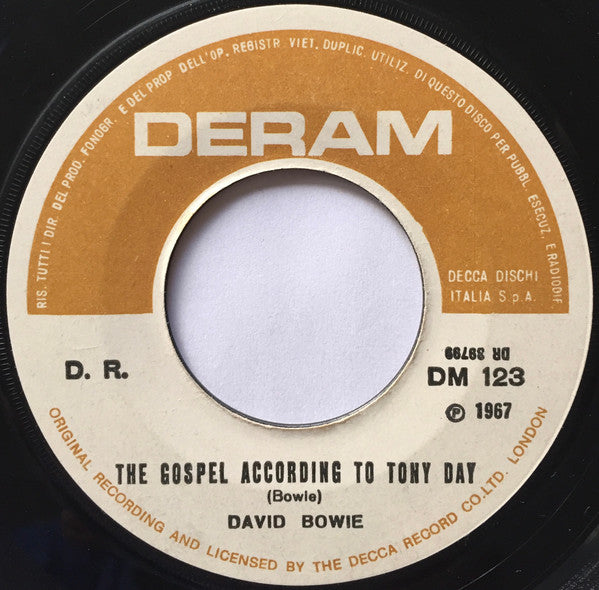 RIS. TUTTI I DIR. DEL PROD. FONOGR. E DEL PROP. DELL'OP. REGISTR. VIET. DUPLIC. UTILIZ. DI QUESTO DISCO PER PUBBL. ESECUZ. E RADIODIF.
DERAM
DECCA DISCHI
ITALIA S.p.A.
DR 39799
D. R.
DM 123
℗ 1967
THE GOSPEL ACCORDING TO TONY DAY
(Bowie)
DAVID BOWIE
ORIGINAL RECORDING AND LICENSED BY THE DECCA RECORD CO.LTD. LONDON